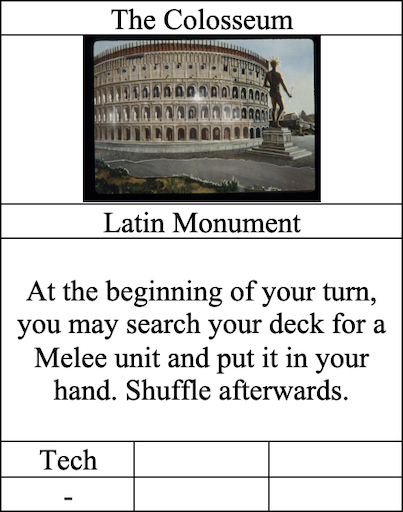 The Colosseum
Latin Monument
At the beginning of your turn,
you may search your deck for a
Melee unit and put it in your
hand. Shuffle afterwards.
Tech
-